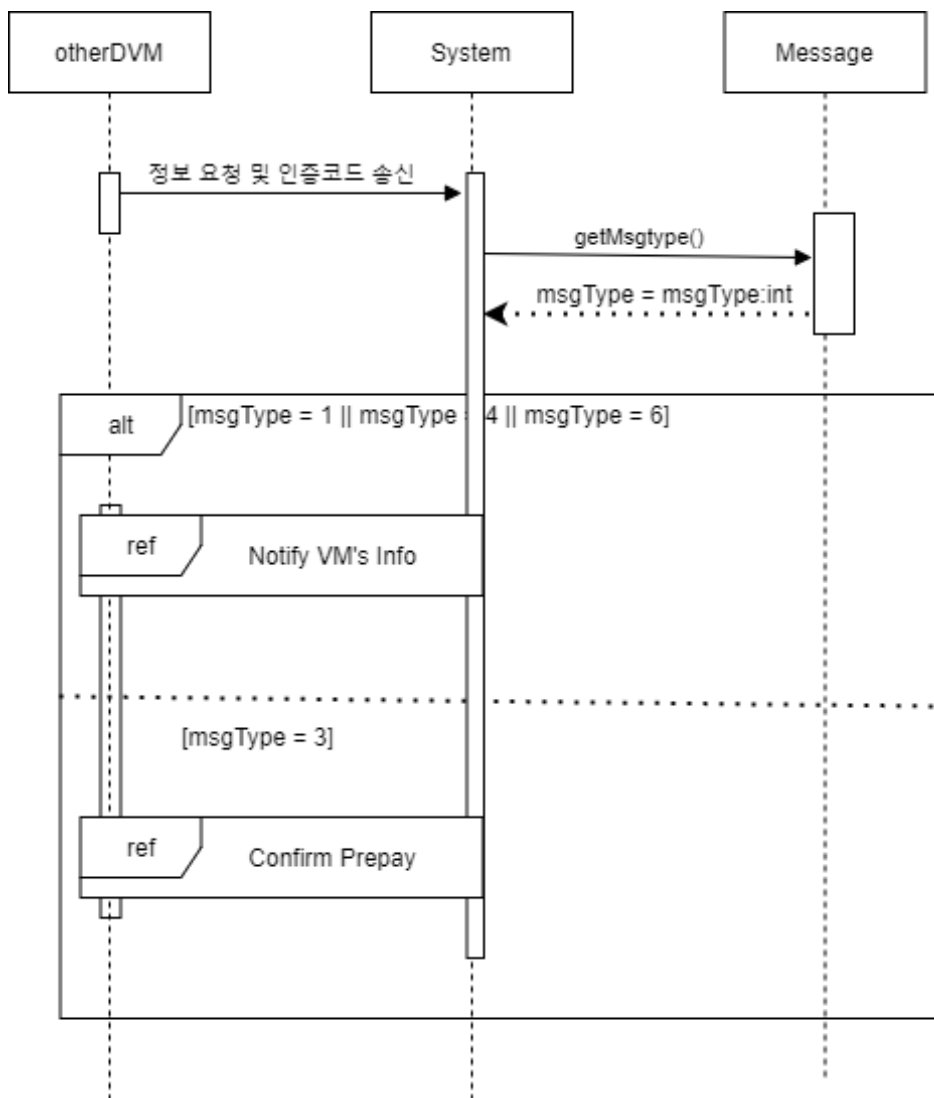 otherDVM
System
Message
정보 요청 및 인증코드 송신
getMsgtype()
msgType = msgType:int
alt
[msgType = 1 || msgType = 4 || msgType = 6]
ref
Notify VM's Info
[msgType = 3]
ref
Confirm Prepay